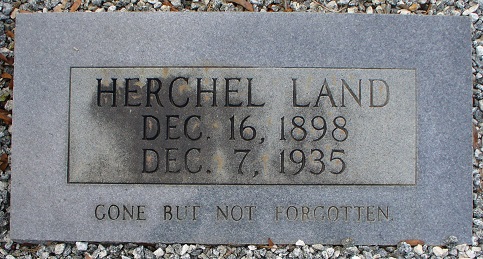 HERCHEL LAND
DEC. 16, 1898
DEC. 7, 1935
GONE BUT NOT FORGOTTEN.